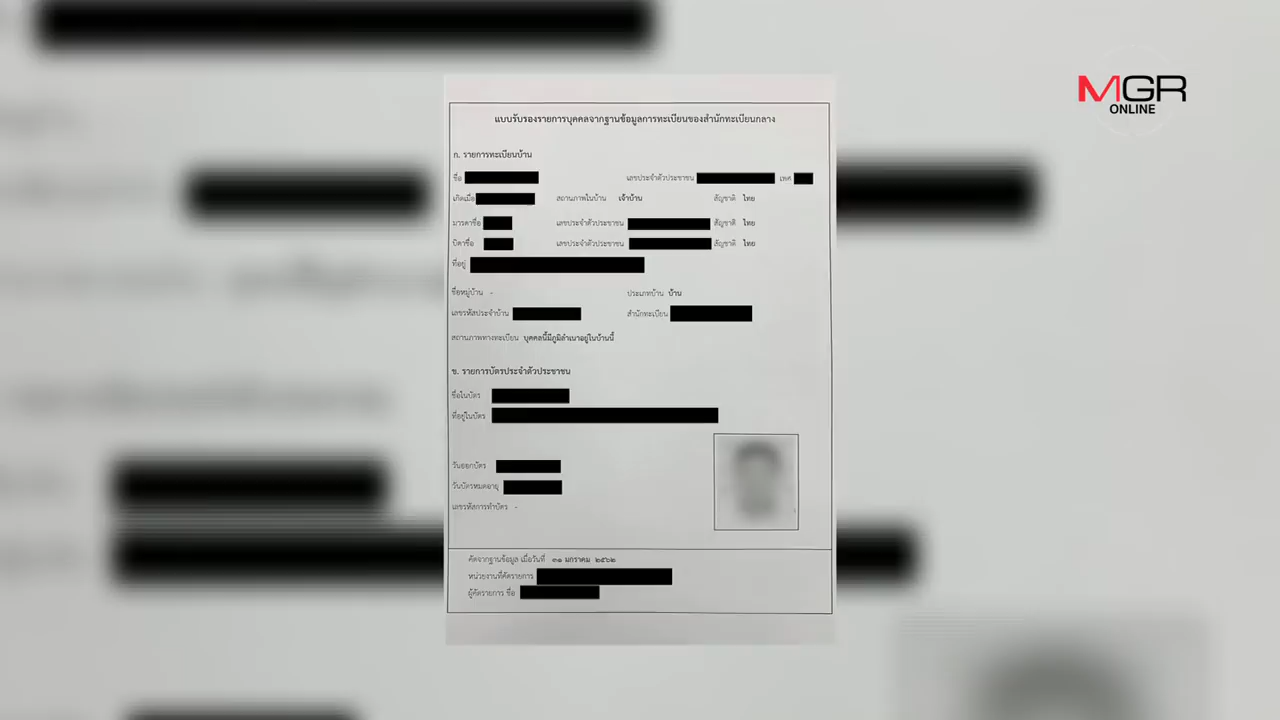 MGR
ONLINE
แบบรับรองรายการบุคคลจากฐานข้อมูลการทะเบียนของสำนักทะเบียนกลาง
ก. รายการทะเบียนบ้าน
ชื่อ เลขประจำตัวประชาชน เพศ
เกิดเมื่อ สถานภาพในบ้าน เจ้าบ้าน สัญชาติ ไทย
มารดาชื่อ เลขประจำตัวประชาชน สัญชาติ ไทย
บิดาชื่อ เลขประจำตัวประชาชน สัญชาติ ไทย
ที่อยู่
ชื่อหมู่บ้าน - ประเภทบ้าน บ้าน
เลขรหัสประจำบ้าน สำนักทะเบียน
สถานภาพทางทะเบียน บุคคลนี้มีภูมิลำเนาอยู่ในบ้านนี้
ข. รายการบัตรประจำตัวประชาชน
ชื่อในบัตร
ที่อยู่ในบัตร
วันออกบัตร
วันบัตรหมดอายุ
เลขรหัสการทำบัตร -
คัดจากฐานข้อมูล เมื่อวันที่ ๓๑ มกราคม ๒๕๖๒
หน่วยงานที่คัดรายการ
ผู้คัดรายการ ชื่อ